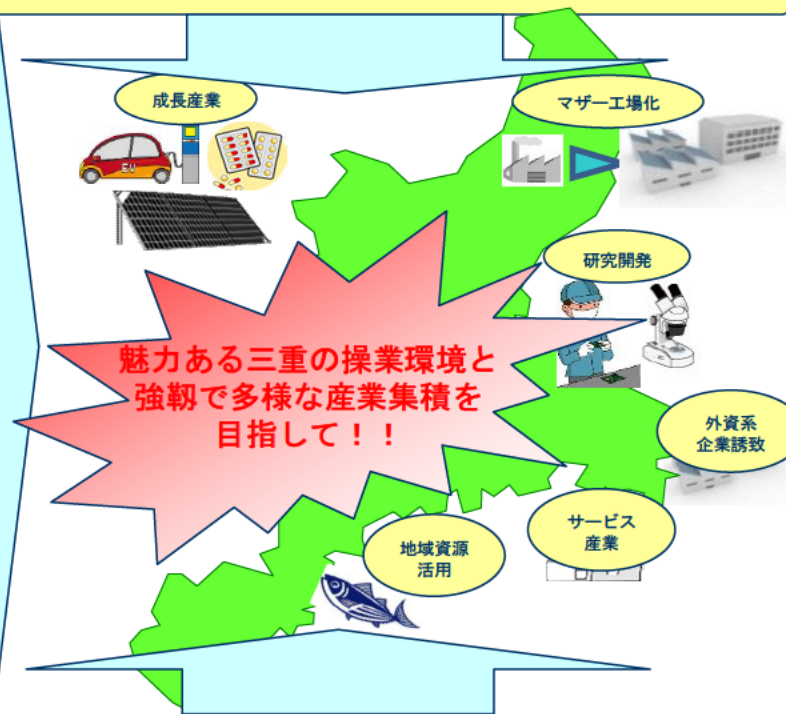 成長産業
マザー工場化
研究開発
魅力ある三重の操業環境と
強靭で多様な産業集積を
目指して！！
外資系
企業誘致
サービス
産業
地域資源
活用